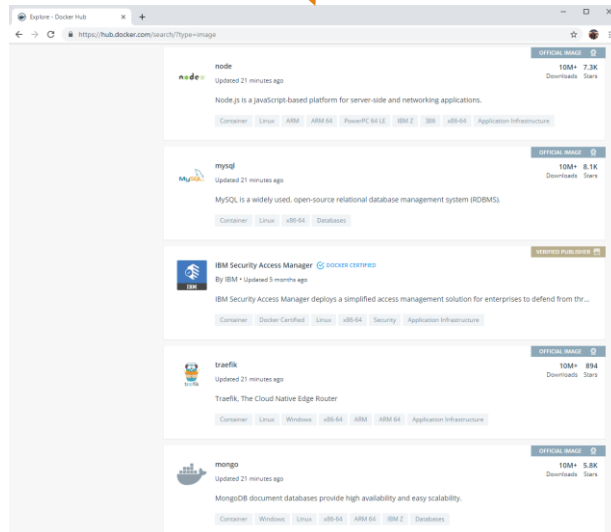 Explore - Docker Hub
https://hub.docker.com/search/?type=image
OFFICIAL IMAGE
node
node
10M+ 7.3K
Updated 21 minutes ago
Downloads Stars
Node.js is a JavaScript-based platform for server-side and networking applications.
Container Linux ARM ARM 64 PowerPC 64 LE IBM Z 386 x86-64 Application Infrastructure
OFFICIAL IMAGE
mysql
MySQL
10M+ 8.1K
Updated 21 minutes ago
Downloads Stars
MySQL is a widely used, open-source relational database management system (RDBMS).
Container Linux x86-64 Databases
VERIFIED PUBLISHER
IBM Security Access Manager DOCKER CERTIFIED
By IBM • Updated 5 months ago
IBM
IBM Security Access Manager deploys a simplified access management solution for enterprises to defend from thr...
Container Docker Certified Linux x86-64 Security Application Infrastructure
OFFICIAL IMAGE
traefik
10M+ 894
Updated 21 minutes ago
Downloads Stars
træfik
Traefik, The Cloud Native Edge Router
Container Linux Windows x86-64 ARM ARM 64 Application Infrastructure
OFFICIAL IMAGE
mongo
10M+ 5.8K
Updated 21 minutes ago
Downloads Stars
MongoDB document databases provide high availability and easy scalability.
Container Windows Linux x86-64 ARM 64 IBM Z Databases